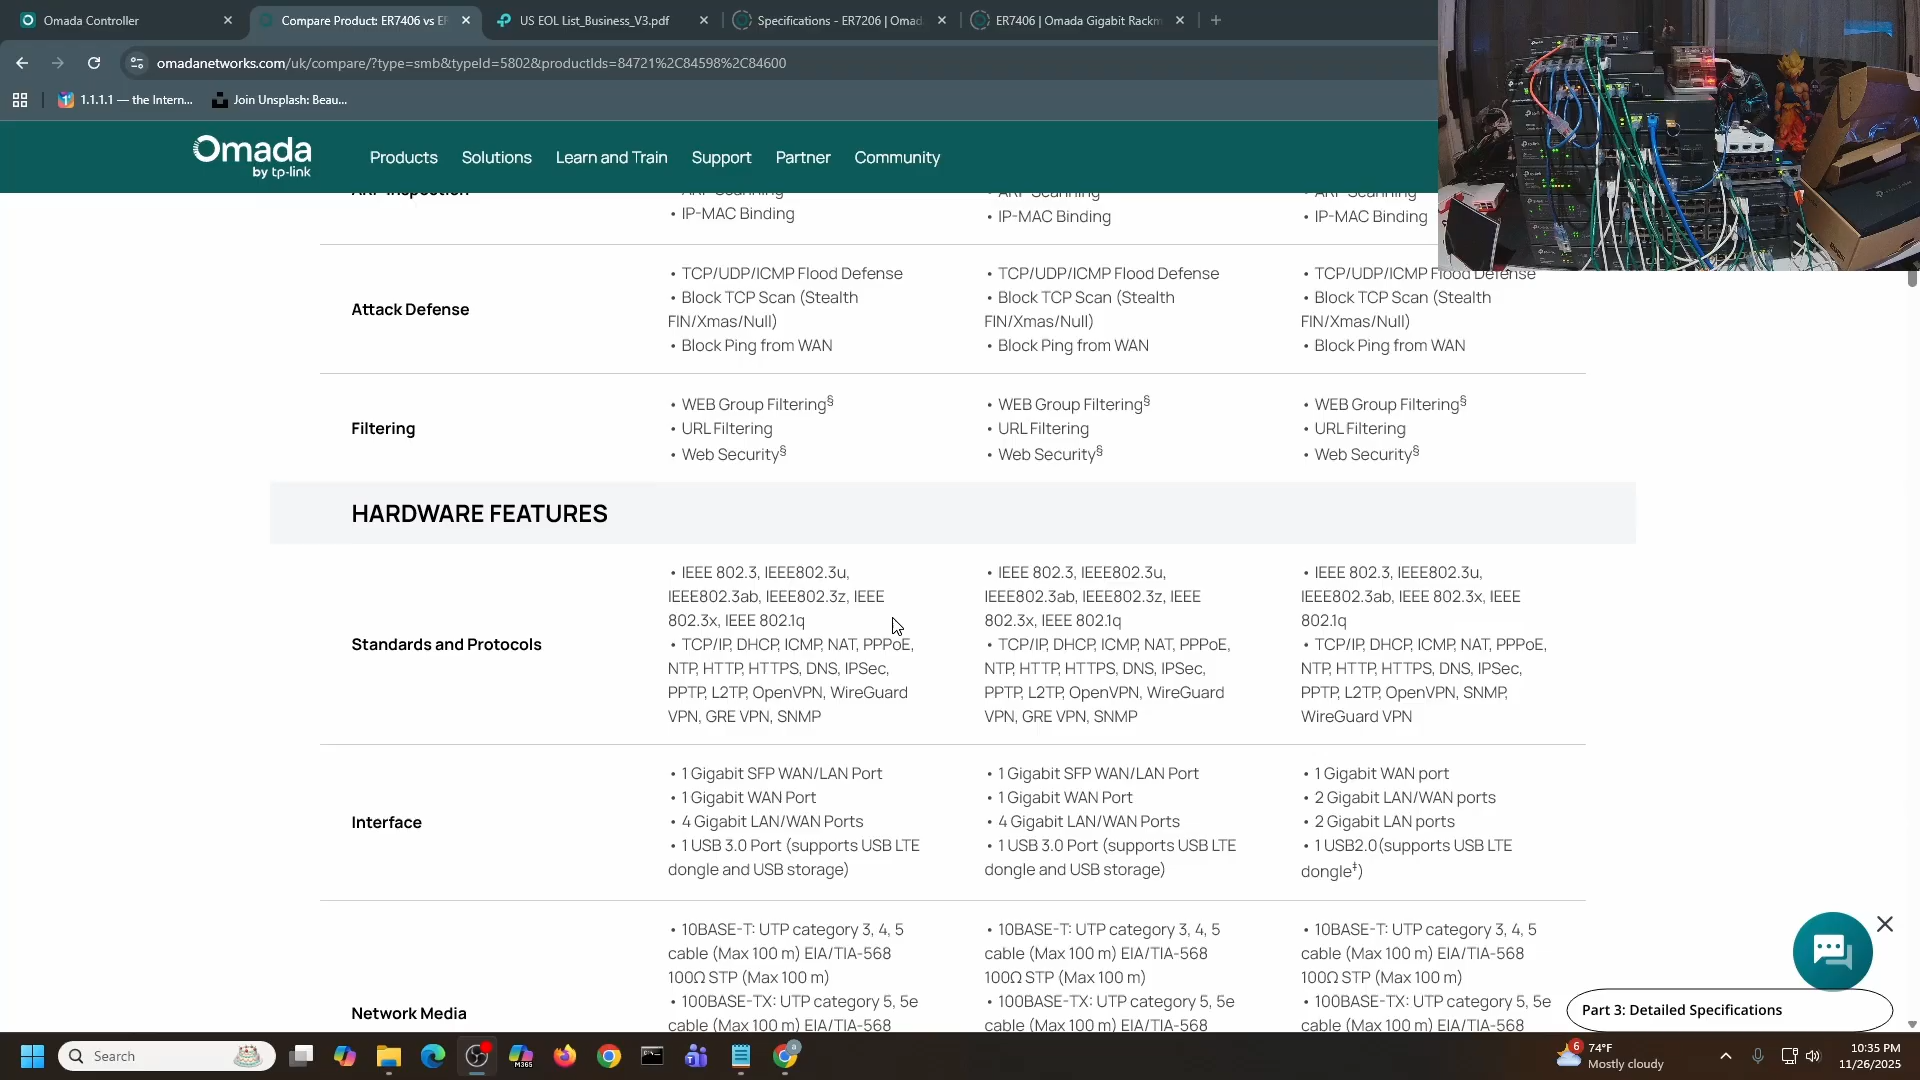 Omada Controller
Compare Product: ER7406 vs ER
US EOL List_Business_V3.pdf
Specifications - ER7206 | Omad
ER7406 | Omada Gigabit Rackm
omadanetworks.com/uk/compare/?type=smb&typeId=5802&productIds=84721%2C84598%2C84600
1.1.1.1 — the Intern...
Join Unsplash: Beau...
Omada
by tp-link
Products
Solutions
Learn and Train
Support
Partner
Community
ARP Inspection
• ARP Scanning
• IP-MAC Binding
• ARP Scanning
• IP-MAC Binding
• ARP Scanning
• IP-MAC Binding
Attack Defense
• TCP/UDP/ICMP Flood Defense
• Block TCP Scan (Stealth
FIN/Xmas/Null)
• Block Ping from WAN
• TCP/UDP/ICMP Flood Defense
• Block TCP Scan (Stealth
FIN/Xmas/Null)
• Block Ping from WAN
• TCP/UDP/ICMP Flood Defense
• Block TCP Scan (Stealth
FIN/Xmas/Null)
• Block Ping from WAN
Filtering
• WEB Group Filtering§
• URL Filtering
• Web Security§
• WEB Group Filtering§
• URL Filtering
• Web Security§
• WEB Group Filtering§
• URL Filtering
• Web Security§
HARDWARE FEATURES
Standards and Protocols
• IEEE 802.3, IEEE802.3u,
IEEE802.3ab, IEEE802.3z, IEEE
802.3x, IEEE 802.1q
• TCP/IP, DHCP, ICMP, NAT, PPPoE,
NTP, HTTP, HTTPS, DNS, IPSec,
PPTP, L2TP, OpenVPN, WireGuard
VPN, GRE VPN, SNMP
• IEEE 802.3, IEEE802.3u,
IEEE802.3ab, IEEE802.3z, IEEE
802.3x, IEEE 802.1q
• TCP/IP, DHCP, ICMP, NAT, PPPoE,
NTP, HTTP, HTTPS, DNS, IPSec,
PPTP, L2TP, OpenVPN, WireGuard
VPN, GRE VPN, SNMP
• IEEE 802.3, IEEE802.3u,
IEEE802.3ab, IEEE 802.3x, IEEE
802.1q
• TCP/IP, DHCP, ICMP, NAT, PPPoE,
NTP, HTTP, HTTPS, DNS, IPSec,
PPTP, L2TP, OpenVPN, SNMP,
WireGuard VPN
Interface
• 1 Gigabit SFP WAN/LAN Port
• 1 Gigabit WAN Port
• 4 Gigabit LAN/WAN Ports
• 1 USB 3.0 Port (supports USB LTE
dongle and USB storage)
• 1 Gigabit SFP WAN/LAN Port
• 1 Gigabit WAN Port
• 4 Gigabit LAN/WAN Ports
• 1 USB 3.0 Port (supports USB LTE
dongle and USB storage)
• 1 Gigabit WAN port
• 2 Gigabit LAN/WAN ports
• 2 Gigabit LAN ports
• 1 USB2.0(supports USB LTE
dongle‡)
Network Media
• 10BASE-T: UTP category 3, 4, 5
cable (Max 100 m) EIA/TIA-568
100Ω STP (Max 100 m)
• 100BASE-TX: UTP category 5, 5e
cable (Max 100 m) EIA/TIA-568
• 10BASE-T: UTP category 3, 4, 5
cable (Max 100 m) EIA/TIA-568
100Ω STP (Max 100 m)
• 100BASE-TX: UTP category 5, 5e
cable (Max 100 m) EIA/TIA-568
• 10BASE-T: UTP category 3, 4, 5
cable (Max 100 m) EIA/TIA-568
100Ω STP (Max 100 m)
• 100BASE-TX: UTP category 5, 5e
cable (Max 100 m) EIA/TIA-568
Part 3: Detailed Specifications
Search
M365
6
74°F
Mostly cloudy
10:35 PM
11/26/2025